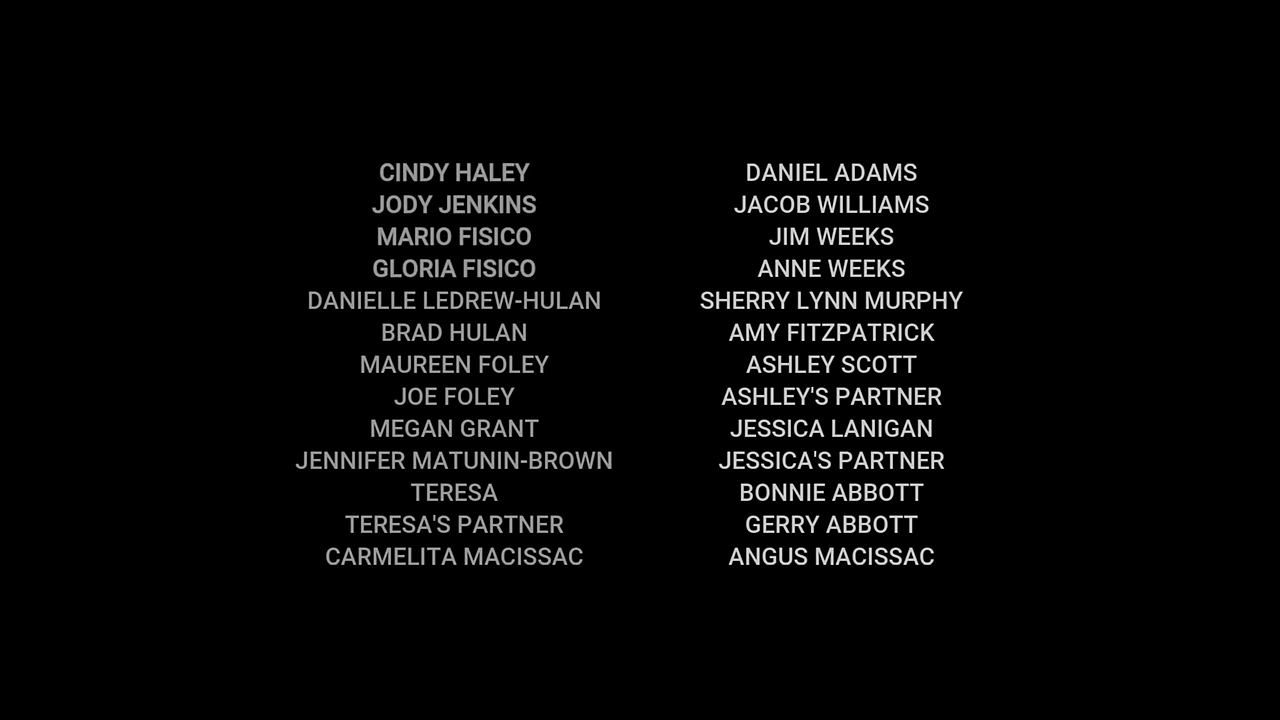 CINDY HALEY
JODY JENKINS
MARIO FISICO
GLORIA FISICO
DANIELLE LEDREW-HULAN
BRAD HULAN
MAUREEN FOLEY
JOE FOLEY
MEGAN GRANT
JENNIFER MATUNIN-BROWN
TERESA
TERESA'S PARTNER
CARMELITA MACISSAC
DANIEL ADAMS
JACOB WILLIAMS
JIM WEEKS
ANNE WEEKS
SHERRY LYNN MURPHY
AMY FITZPATRICK
ASHLEY SCOTT
ASHLEY'S PARTNER
JESSICA LANIGAN
JESSICA'S PARTNER
BONNIE ABBOTT
GERRY ABBOTT
ANGUS MACISSAC